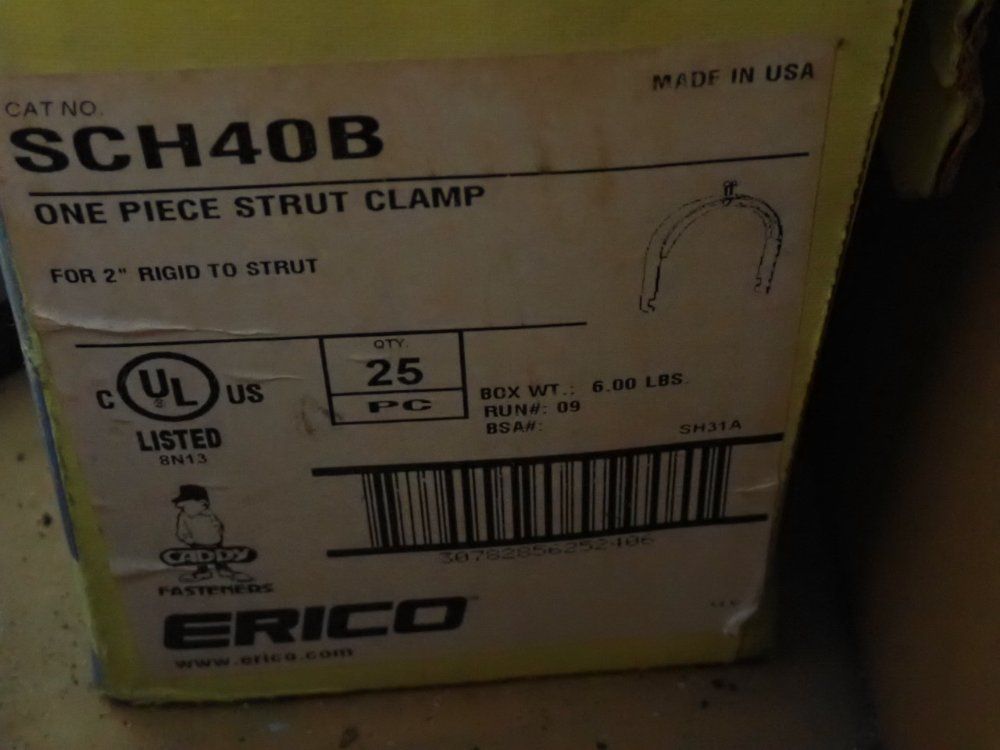 MADE IN USA
CAT NO.
SCH40B
ONE PIECE STRUT CLAMP
FOR 2" RIGID TO STRUT
QTY.
25
PC
C UL US
LISTED
8N13
BOX WT.: 6.00 LBS.
RUN#: 09
BSA#:
SH31A
30782856252406
CADDY
FASTENERS
ERICO
www.erico.com